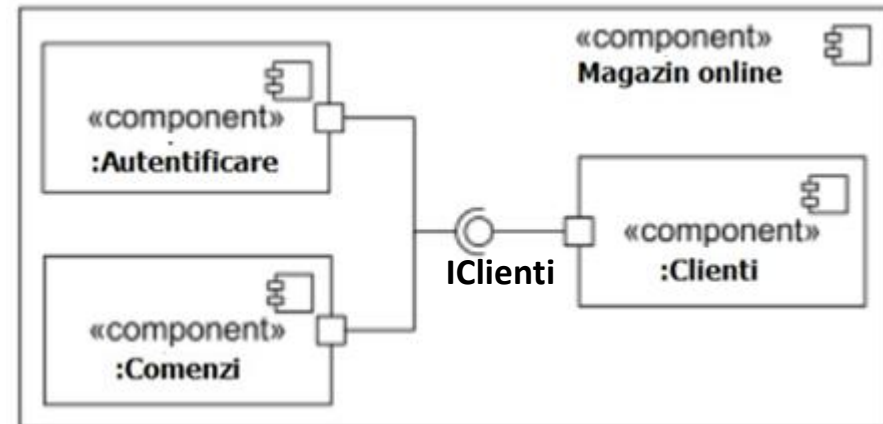 «component»
Magazin online
«component»
:Autentificare
IClienti
«component»
:Clienti
«component»
:Comenzi